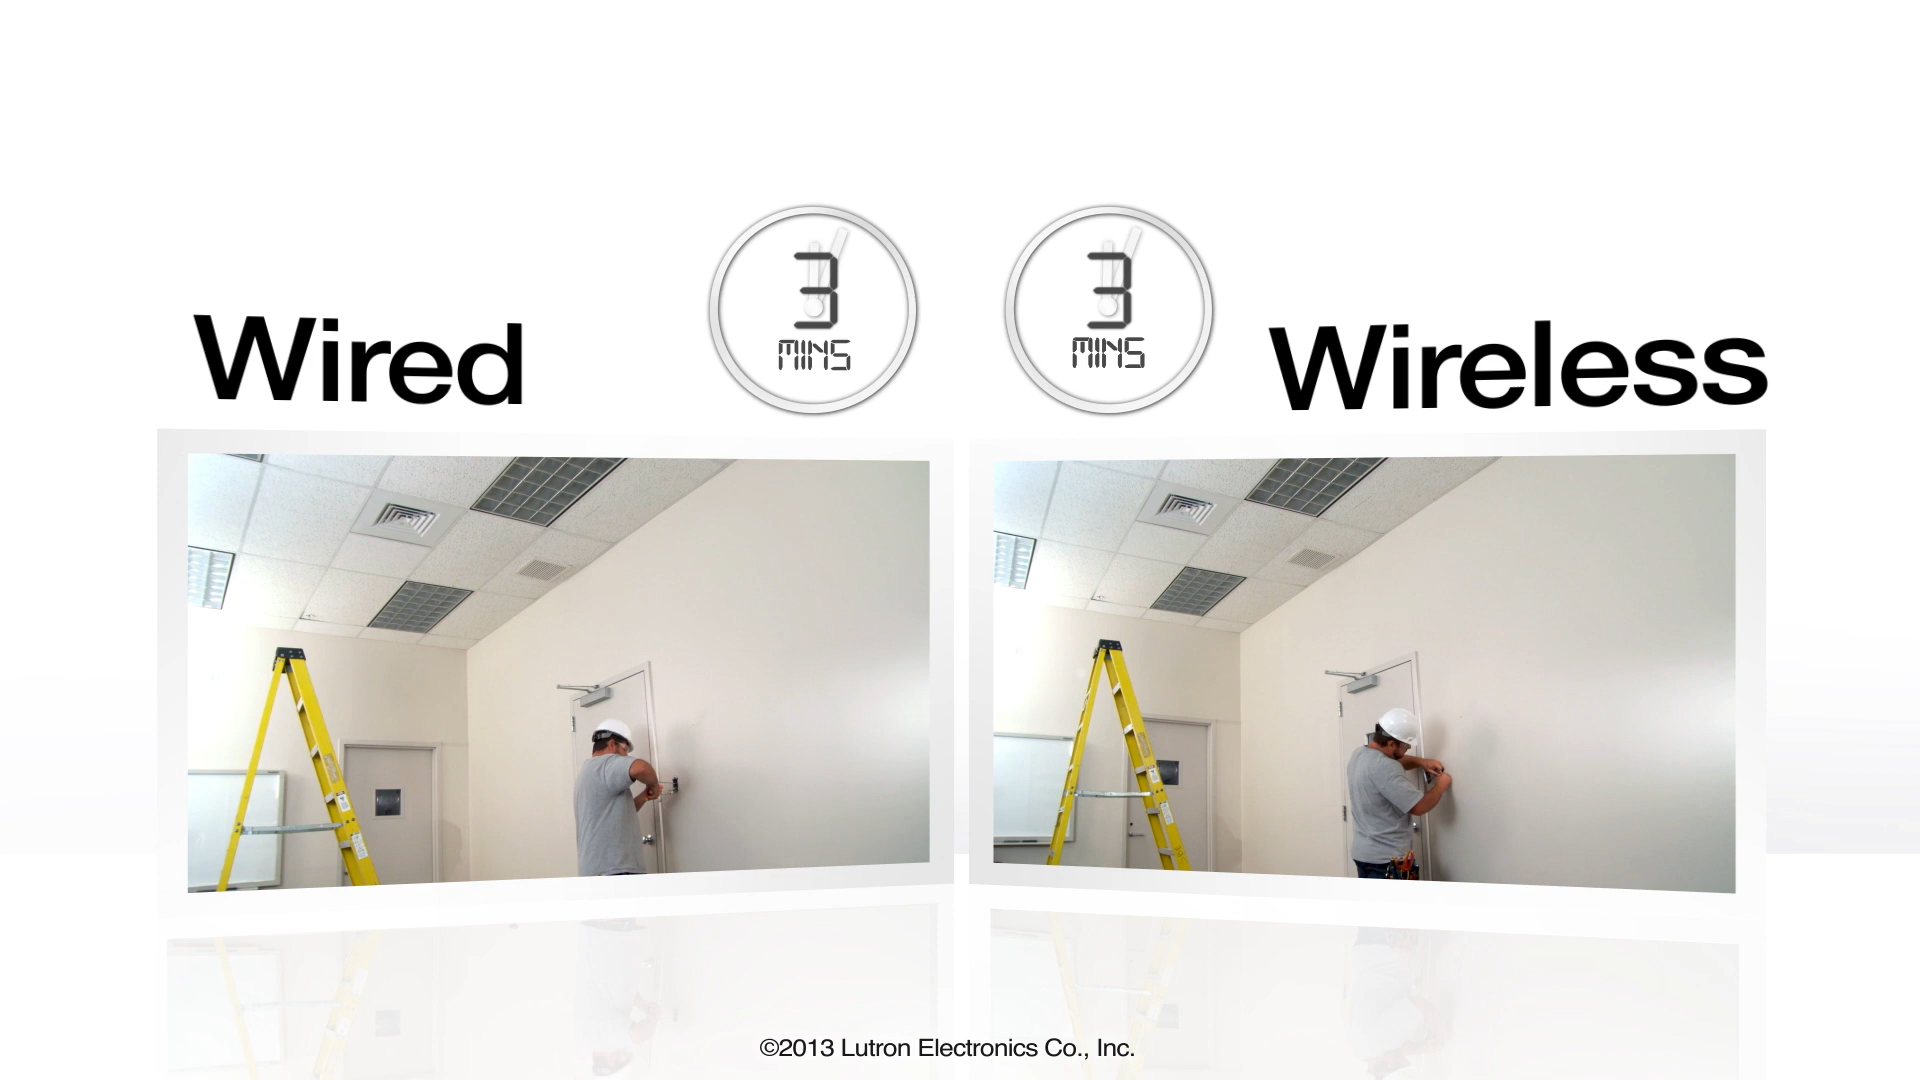 Wired
3
MINS
3
MINS
Wireless
©2013 Lutron Electronics Co., Inc.